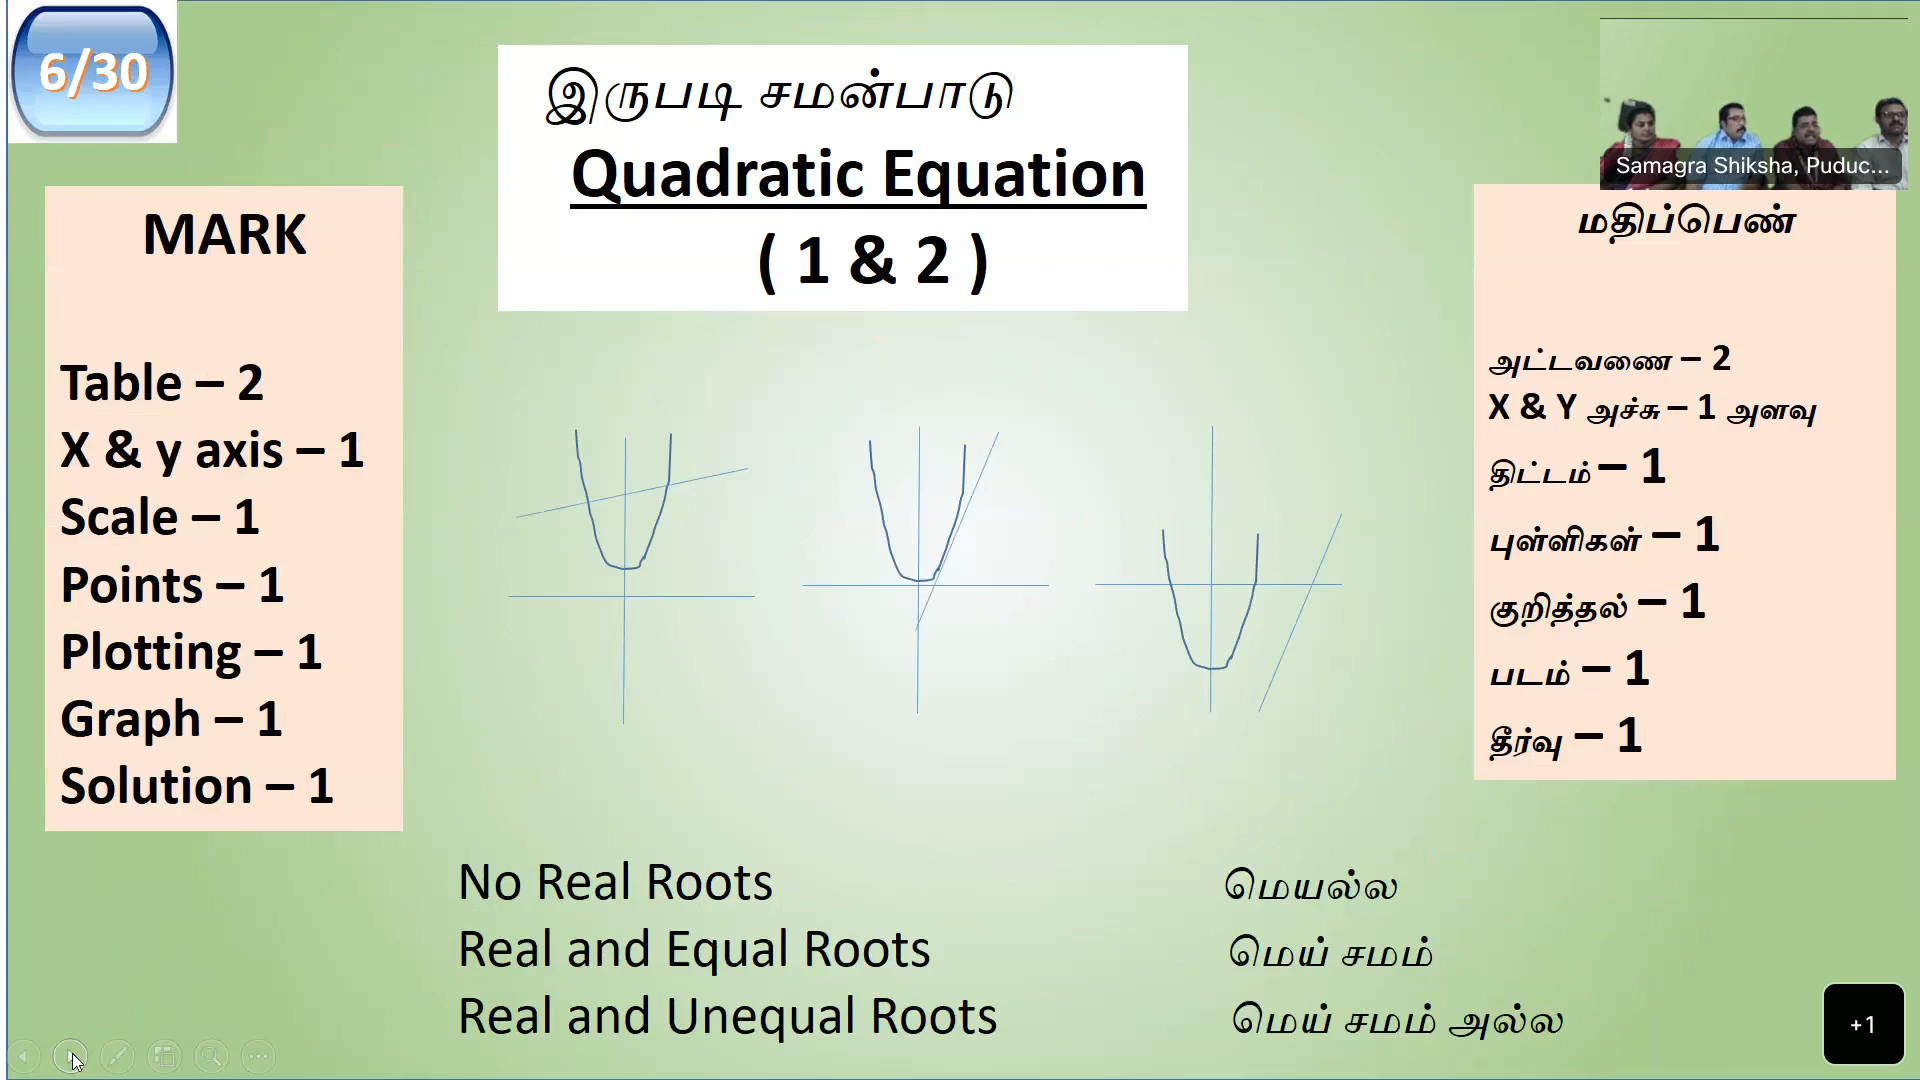 6/30
இருபடி சமன்பாடு
Quadratic Equation
( 1 & 2 )
Samagra Shiksha, Puduc...
MARK
Table – 2
X & y axis – 1
Scale – 1
Points – 1
Plotting – 1
Graph – 1
Solution – 1
மதிப்பெண்
அட்டவணை – 2
X & Y அச்சு – 1 அளவு
திட்டம் – 1
புள்ளிகள் – 1
குறித்தல் – 1
படம் – 1
தீர்வு – 1
No Real Roots மெயல்ல
Real and Equal Roots மெய் சமம்
Real and Unequal Roots மெய் சமம் அல்ல
+1